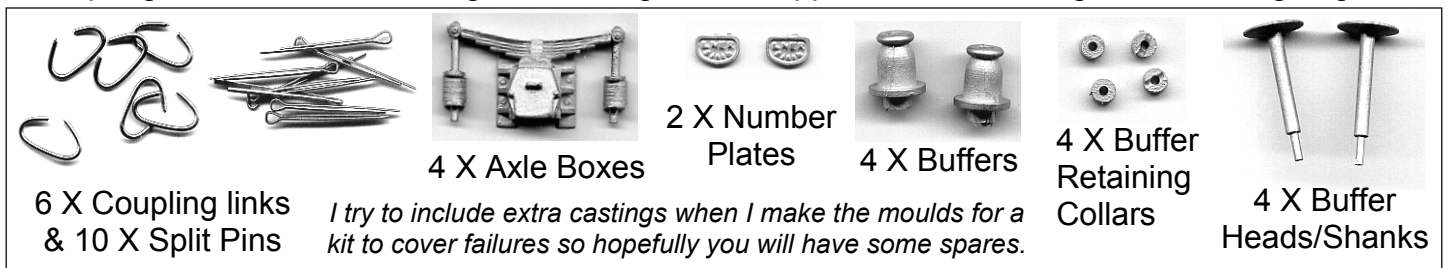 6 X Coupling links
& 10 X Split Pins
4 X Axle Boxes
2 X Number
Plates
4 X Buffers
4 X Buffer
Retaining
Collars
4 X Buffer
Heads/Shanks
I try to include extra castings when I make the moulds for a
kit to cover failures so hopefully you will have some spares.